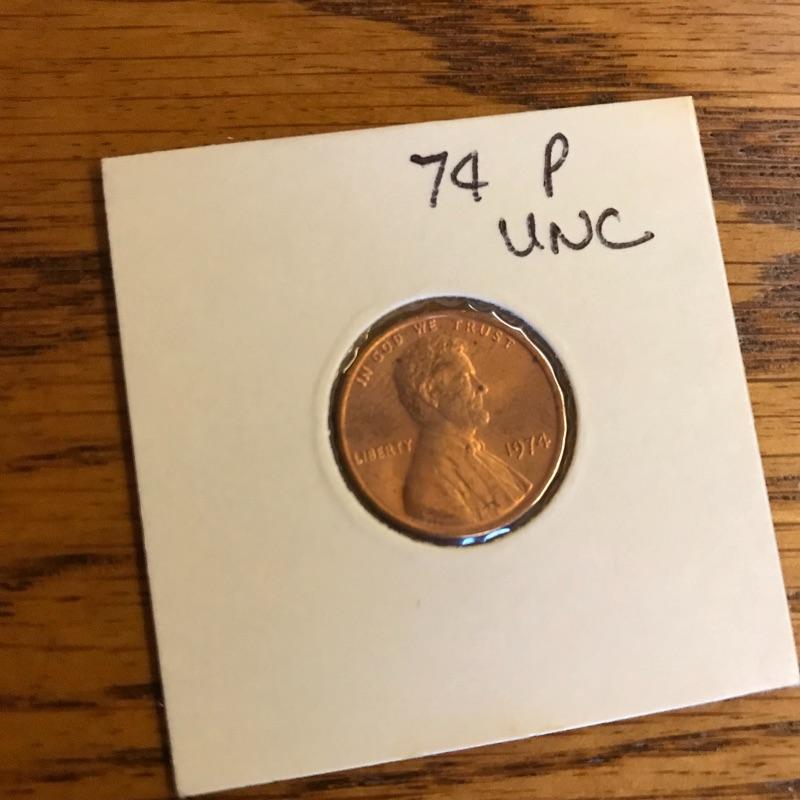 74 P
UNC
IN GOD WE TRUST
LIBERTY 1974